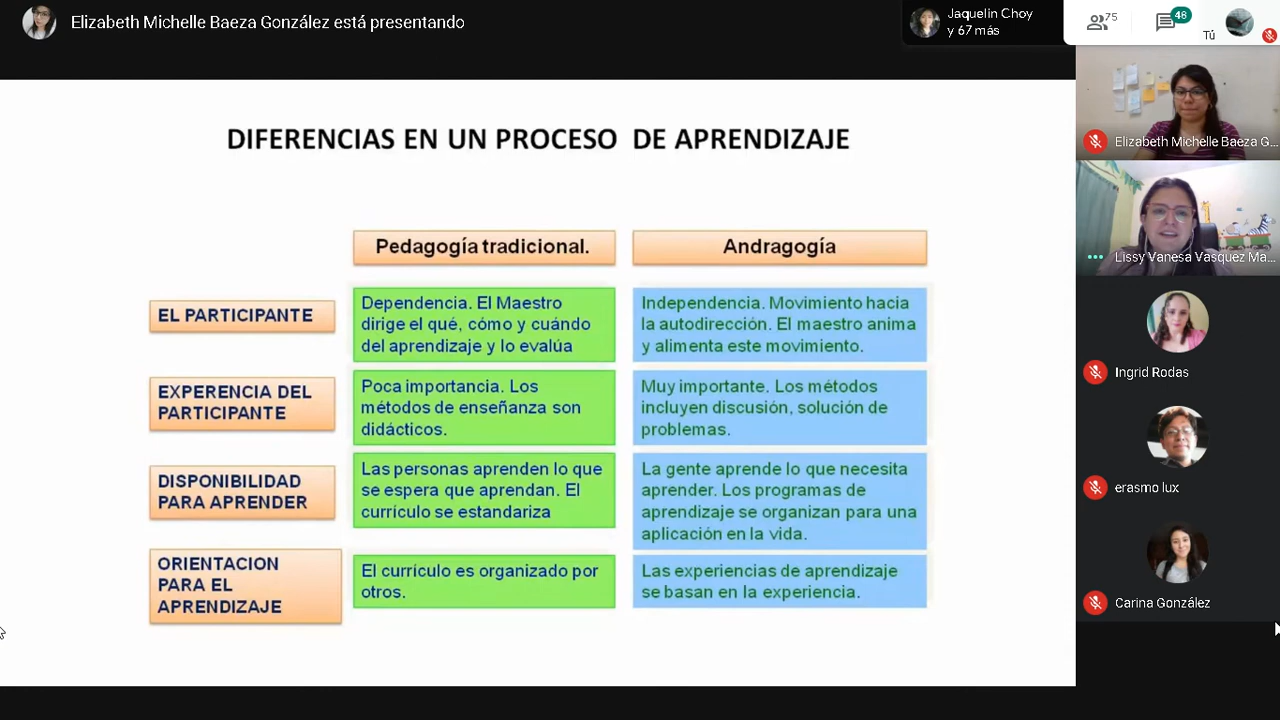 Elizabeth Michelle Baeza González está presentando
Jaquelin Choy
y 67 más
75
48
Tú
DIFERENCIAS EN UN PROCESO DE APRENDIZAJE
Pedagogía tradicional.
Andragogía
EL PARTICIPANTE
Dependencia. El Maestro
dirige el qué, cómo y cuándo
del aprendizaje y lo evalúa
Independencia. Movimiento hacia
la autodirección. El maestro anima
y alimenta este movimiento.
EXPERENCIA DEL
PARTICIPANTE
Poca importancia. Los
métodos de enseñanza son
didácticos.
Muy importante. Los métodos
incluyen discusión, solución de
problemas.
DISPONIBILIDAD
PARA APRENDER
Las personas aprenden lo que
se espera que aprendan. El
currículo se estandariza
La gente aprende lo que necesita
aprender. Los programas de
aprendizaje se organizan para una
aplicación en la vida.
ORIENTACION
PARA EL
APRENDIZAJE
El currículo es organizado por
otros.
Las experiencias de aprendizaje
se basan en la experiencia.
Elizabeth Michelle Baeza G...
Lissy Vanesa Vasquez Ma...
Ingrid Rodas
erasmo lux
Carina González